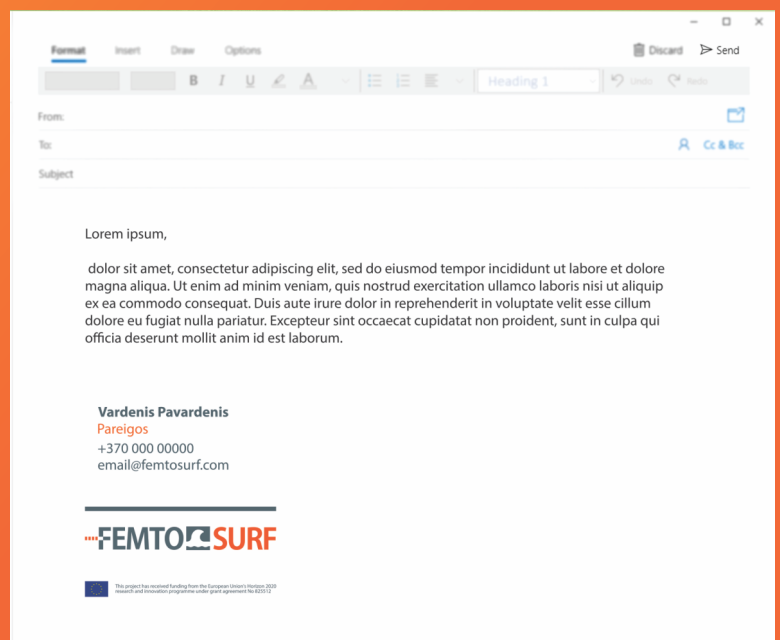 Format Insert Draw Options Discard Send
B I U A Heading 1 Undo Redo
From:
To: Cc & Bcc
Subject
Lorem ipsum,
dolor sit amet, consectetur adipiscing elit, sed do eiusmod tempor incididunt ut labore et dolore
magna aliqua. Ut enim ad minim veniam, quis nostrud exercitation ullamco laboris nisi ut aliquip
ex ea commodo consequat. Duis aute irure dolor in reprehenderit in voluptate velit esse cillum
dolore eu fugiat nulla pariatur. Excepteur sint occaecat cupidatat non proident, sunt in culpa qui
officia deserunt mollit anim id est laborum.
Vardenis Pavardenis
Pareigos
+370 000 00000
email@femtosurf.com
FEMTO SURF
This project has received funding from the European Union's Horizon 2020
research and innovation programme under grant agreement No 825512